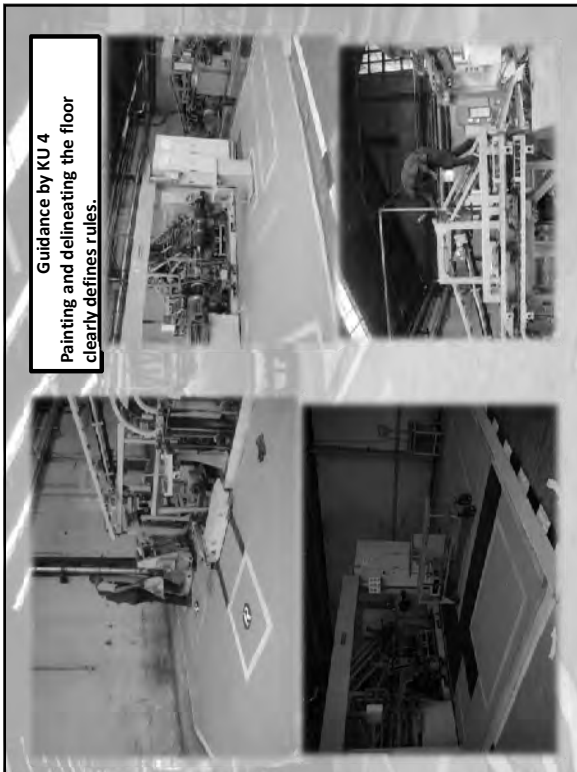 Guidance by KU 4
Painting and delineating the floor
clearly defines rules.